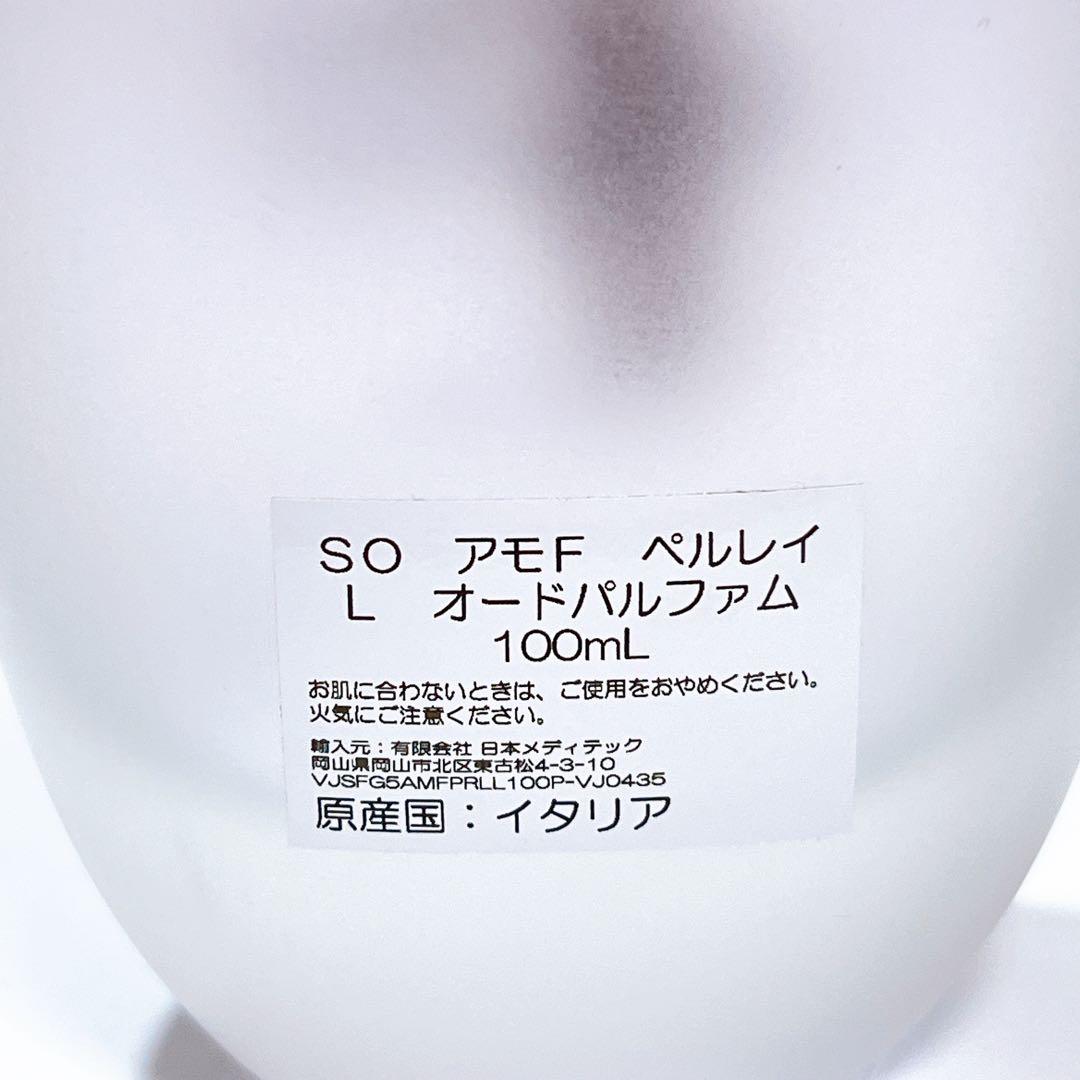 SO アモF ペルレイ
L オードパルファム
100mL
お肌に合わないときは、ご使用をおやめください。
火気にご注意ください。
輸入元：有限会社 日本メディテック
岡山県岡山市北区東古松4-3-10
VJSFG5AMFPRLL100P-VJ0435
原産国：イタリア